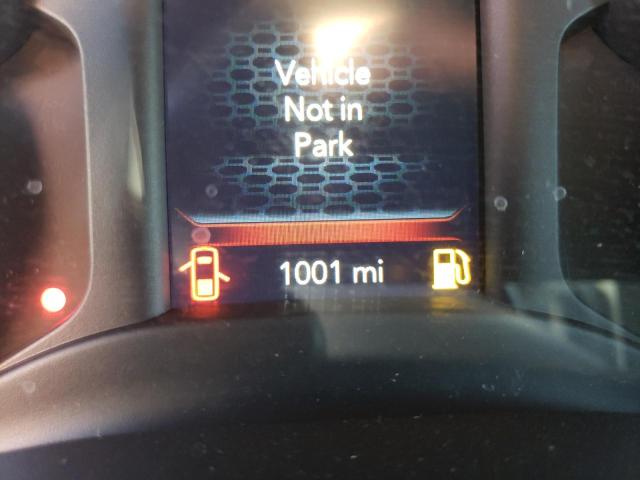 Vehicle
Not in
Park
1001 mi